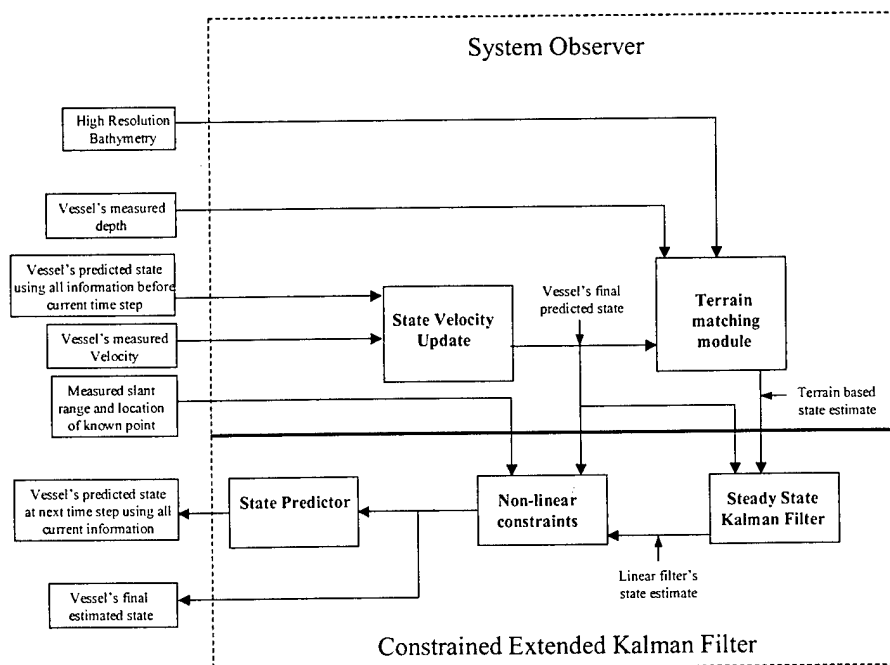 System Observer
High Resolution
Bathymetry
Vessel's measured
depth
Vessel's predicted state
using all information before
current time step
Vessel's measured
Velocity
Measured slant
range and location
of known point
State Velocity
Update
Vessel's final
predicted state
Terrain
matching
module
Terrain based
state estimate
Vessel's predicted state
at next time step using all
current information
State Predictor
Non-linear
constraints
Steady State
Kalman Filter
Linear filter's
state estimate
Vessel's final
estimated state
Constrained Extended Kalman Filter